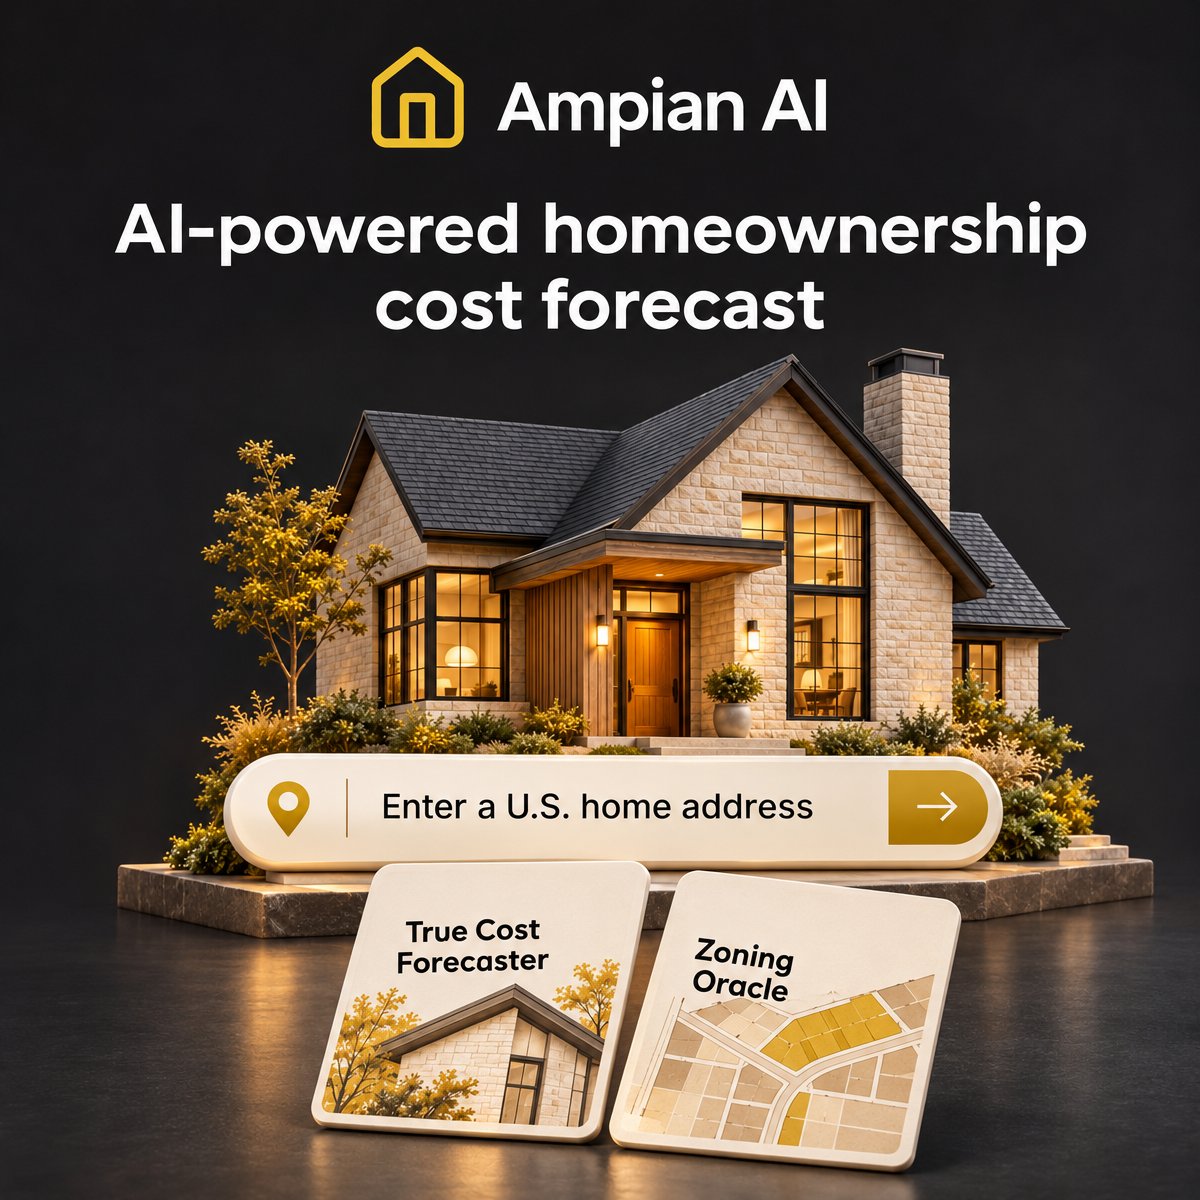 Ampian AI
AI-powered homeownership
cost forecast
Enter a U.S. home address
True Cost
Forecaster
Zoning
Oracle